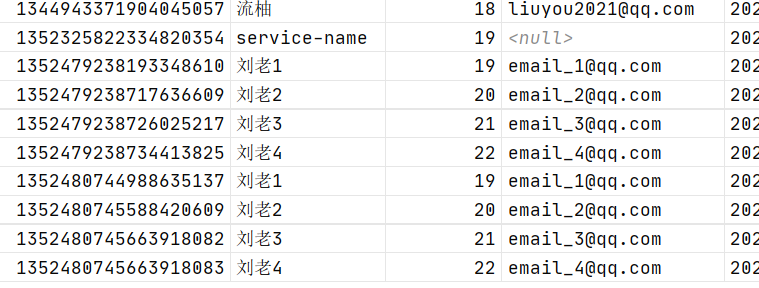 1344943371904045057 流柚 18 liuyou2021@qq.com 202
1352325822334820354 service-name 19 <null> 202
1352479238193348610 刘老1 19 email_1@qq.com 202
1352479238717636609 刘老2 20 email_2@qq.com 202
1352479238726025217 刘老3 21 email_3@qq.com 202
1352479238734413825 刘老4 22 email_4@qq.com 202
1352480744988635137 刘老1 19 email_1@qq.com 202
1352480745588420609 刘老2 20 email_2@qq.com 202
1352480745663918082 刘老3 21 email_3@qq.com 202
1352480745663918083 刘老4 22 email_4@qq.com 202